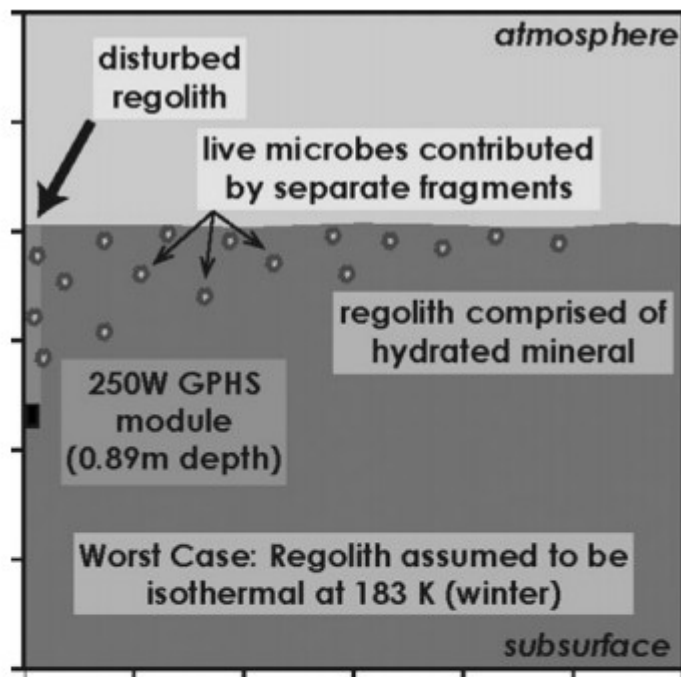 atmosphere
disturbed
regolith
live microbes contributed
by separate fragments
regolith comprised of
hydrated mineral
250W GPHS
module
(0.89m depth)
Worst Case: Regolith assumed to be
isothermal at 183 K (winter)
subsurface